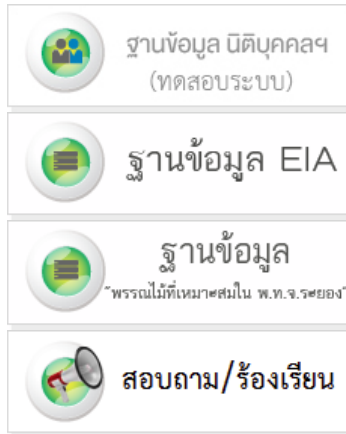 ฐานข้อมูล นิติบุคคลฯ
(ทดสอบระบบ)
ฐานข้อมูล EIA
ฐานข้อมูล
"พรรณไม้ที่เหมาะสมใน พ.ท.จ.ระยอง"
สอบถาม/ร้องเรียน